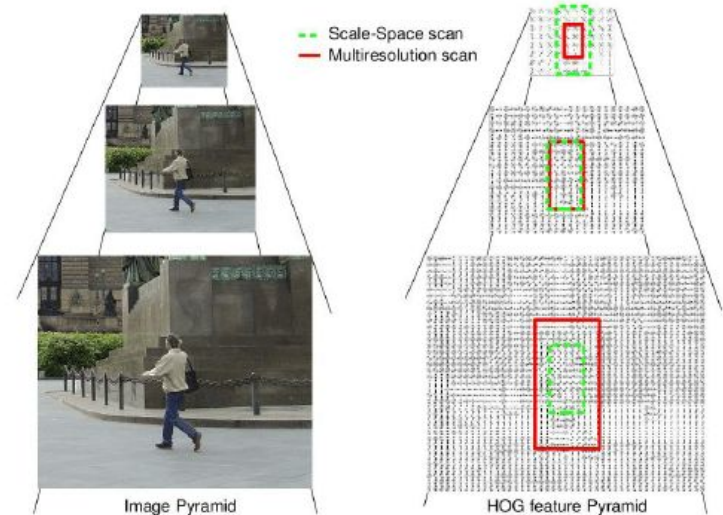 Scale-Space scan
Multiresolution scan
Image Pyramid
HOG feature Pyramid